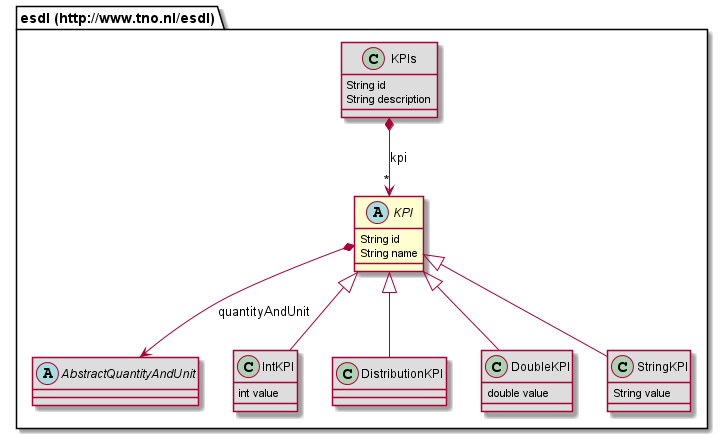 esdl (http://www.tno.nl/esdl)
C KPIs
String id
String description
kpi
*
A KPI
String id
String name
quantityAndUnit
A AbstractQuantityAndUnit
C IntKPI
int value
C DistributionKPI
C DoubleKPI
double value
C StringKPI
String value